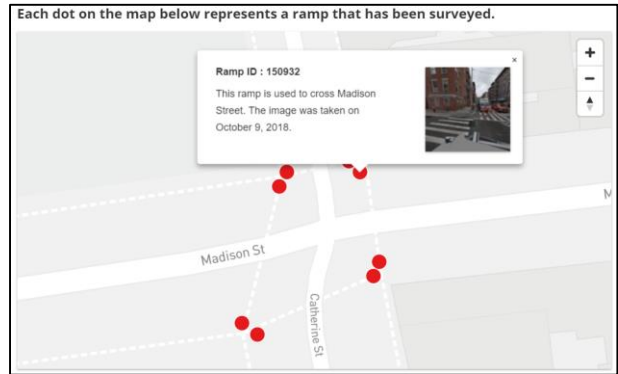 Each dot on the map below represents a ramp that has been surveyed.
Ramp ID : 150932
×
This ramp is used to cross Madison
Street. The image was taken on
October 9, 2018.
+
−
M
Madison St
Catherine St